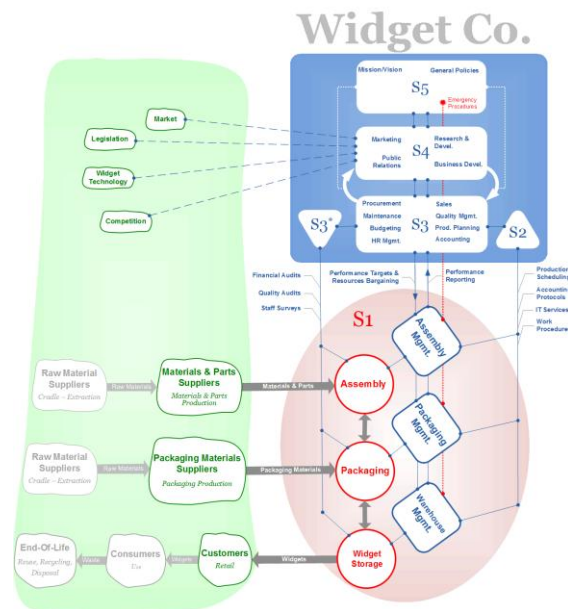 Widget Co.
Mission/Vision
General Policies
S5
Emergency
Procedures
Market
Legislation
Widget
Technology
Competition
Marketing
Public
Relations
S4
Research &
Devel.
Business Devel.
Procurement
Maintenance
Budgeting
HR Mgmt.
S3
Sales
Quality Mgmt.
Prod. Planning
Accounting
S3*
S2
Financial Audits
Quality Audits
Staff Surveys
Performance Targets &
Resources Bargaining
Performance
Reporting
Production
Scheduling
Accountin
Protocols
IT Services
Work
Procedure
S1
Assembly
Mgmt.
Raw Material
Suppliers
Cradle – Extraction
Raw Materials
Materials & Parts
Suppliers
Materials & Parts
Production
Materials & Parts
Assembly
Packaging
Mgmt.
Raw Material
Suppliers
Cradle – Extraction
Raw Materials
Packaging Materials
Suppliers
Packaging Production
Packaging Materials
Packaging
Warehouse
Mgmt.
End-Of-Life
Reuse, Recycling,
Disposal
Waste
Consumers
Use
Widgets
Customers
Retail
Widgets
Widget
Storage